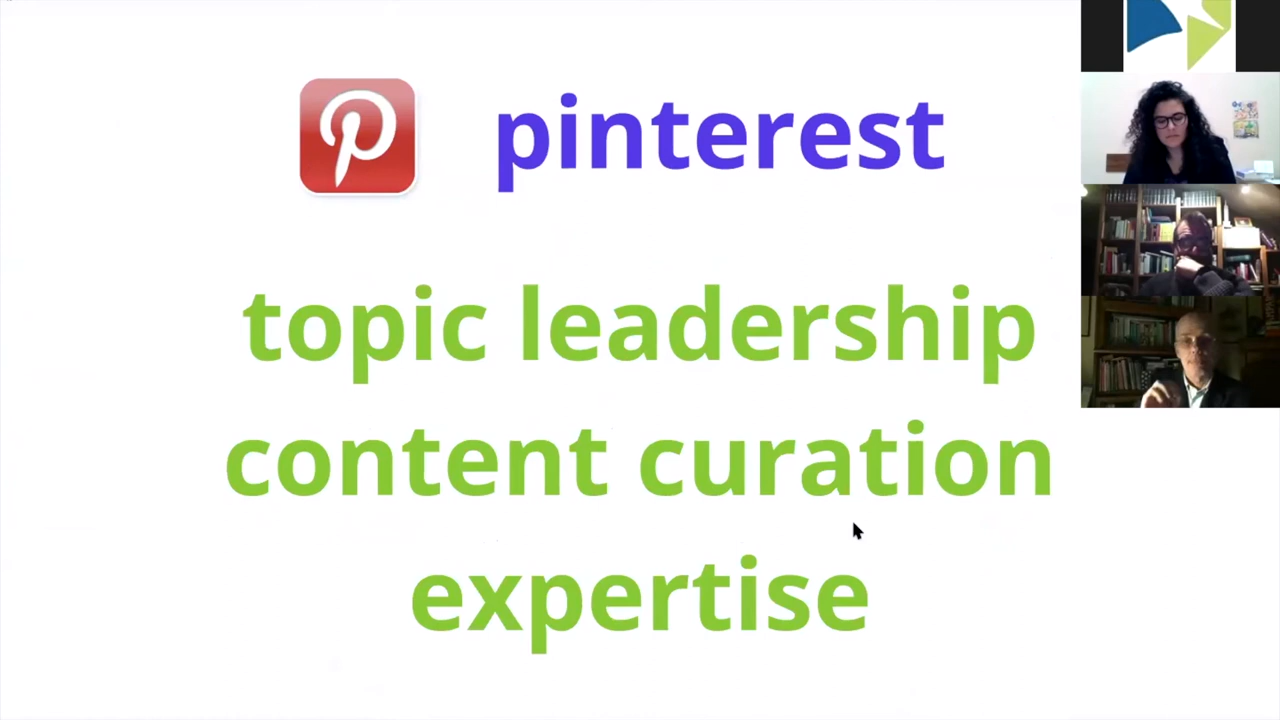 pinterest
topic leadership
content curation
expertise